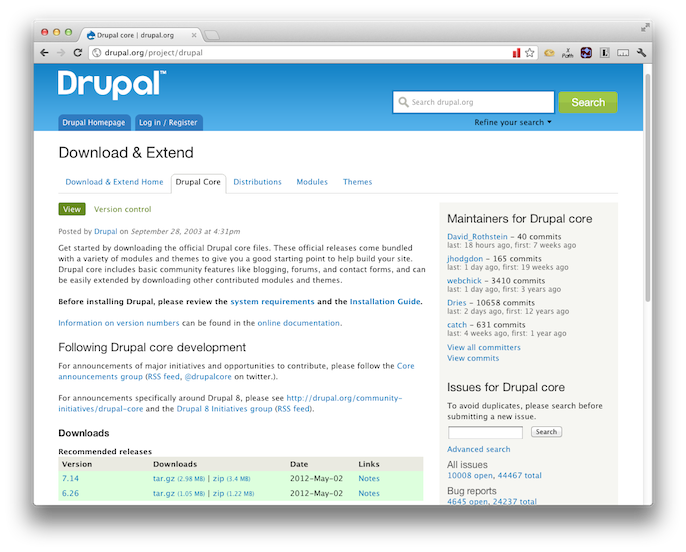 Drupal core | drupal.org
drupal.org/project/drupal
Drupal™
Search drupal.org
Search
Drupal Homepage
Log in / Register
Refine your search
Download & Extend
Download & Extend Home
Drupal Core
Distributions
Modules
Themes
View
Version control
Posted by Drupal on September 28, 2003 at 4:31pm
Get started by downloading the official Drupal core files. These official releases come bundled
with a variety of modules and themes to give you a good starting point to help build your site.
Drupal core includes basic community features like blogging, forums, and contact forms, and can
be easily extended by downloading other contributed modules and themes.
Before installing Drupal, please review the system requirements and the Installation Guide.
Information on version numbers can be found in the online documentation.
Following Drupal core development
For announcements of major initiatives and opportunities to contribute, please follow the Core
announcements group (RSS feed, @drupalcore on twitter.).
For announcements specifically around Drupal 8, please see http://drupal.org/community-
initiatives/drupal-core and the Drupal 8 Initiatives group (RSS feed).
Downloads
Recommended releases
Version Downloads Date Links
7.14 tar.gz (2.98 MB) | zip (3.4 MB) 2012-May-02 Notes
6.26 tar.gz (1.05 MB) | zip (1.22 MB) 2012-May-02 Notes
Maintainers for Drupal core
David_Rothstein – 40 commits
last: 18 hours ago, first: 7 weeks ago
jhodgdon – 165 commits
last: 1 day ago, first: 19 weeks ago
webchick – 3410 commits
last: 1 day ago, first: 3 years ago
Dries – 10658 commits
last: 2 days ago, first: 12 years ago
catch – 631 commits
last: 4 weeks ago, first: 1 year ago
View all committers
View commits
Issues for Drupal core
To avoid duplicates, please search before
submitting a new issue.
Search
Advanced search
All issues
10008 open, 44467 total
Bug reports
4645 open, 24237 total